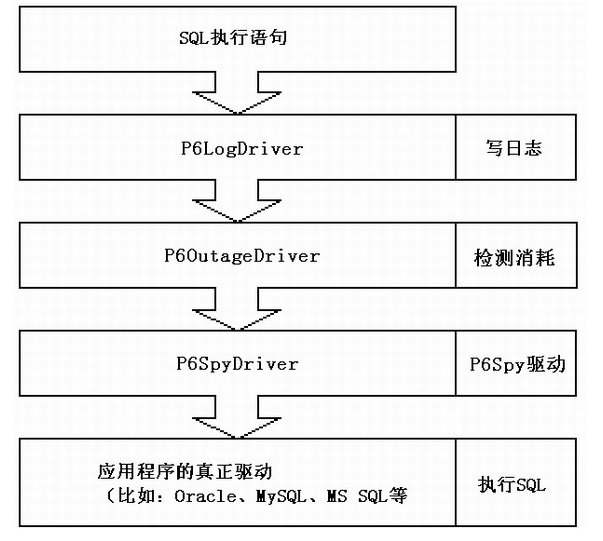 SQL执行语句
P6LogDriver
写日志
P6OutageDriver
检测消耗
P6SpyDriver
P6Spy驱动
应用程序的真正驱动
(比如：Oracle、MySQL、MS SQL等
执行SQL